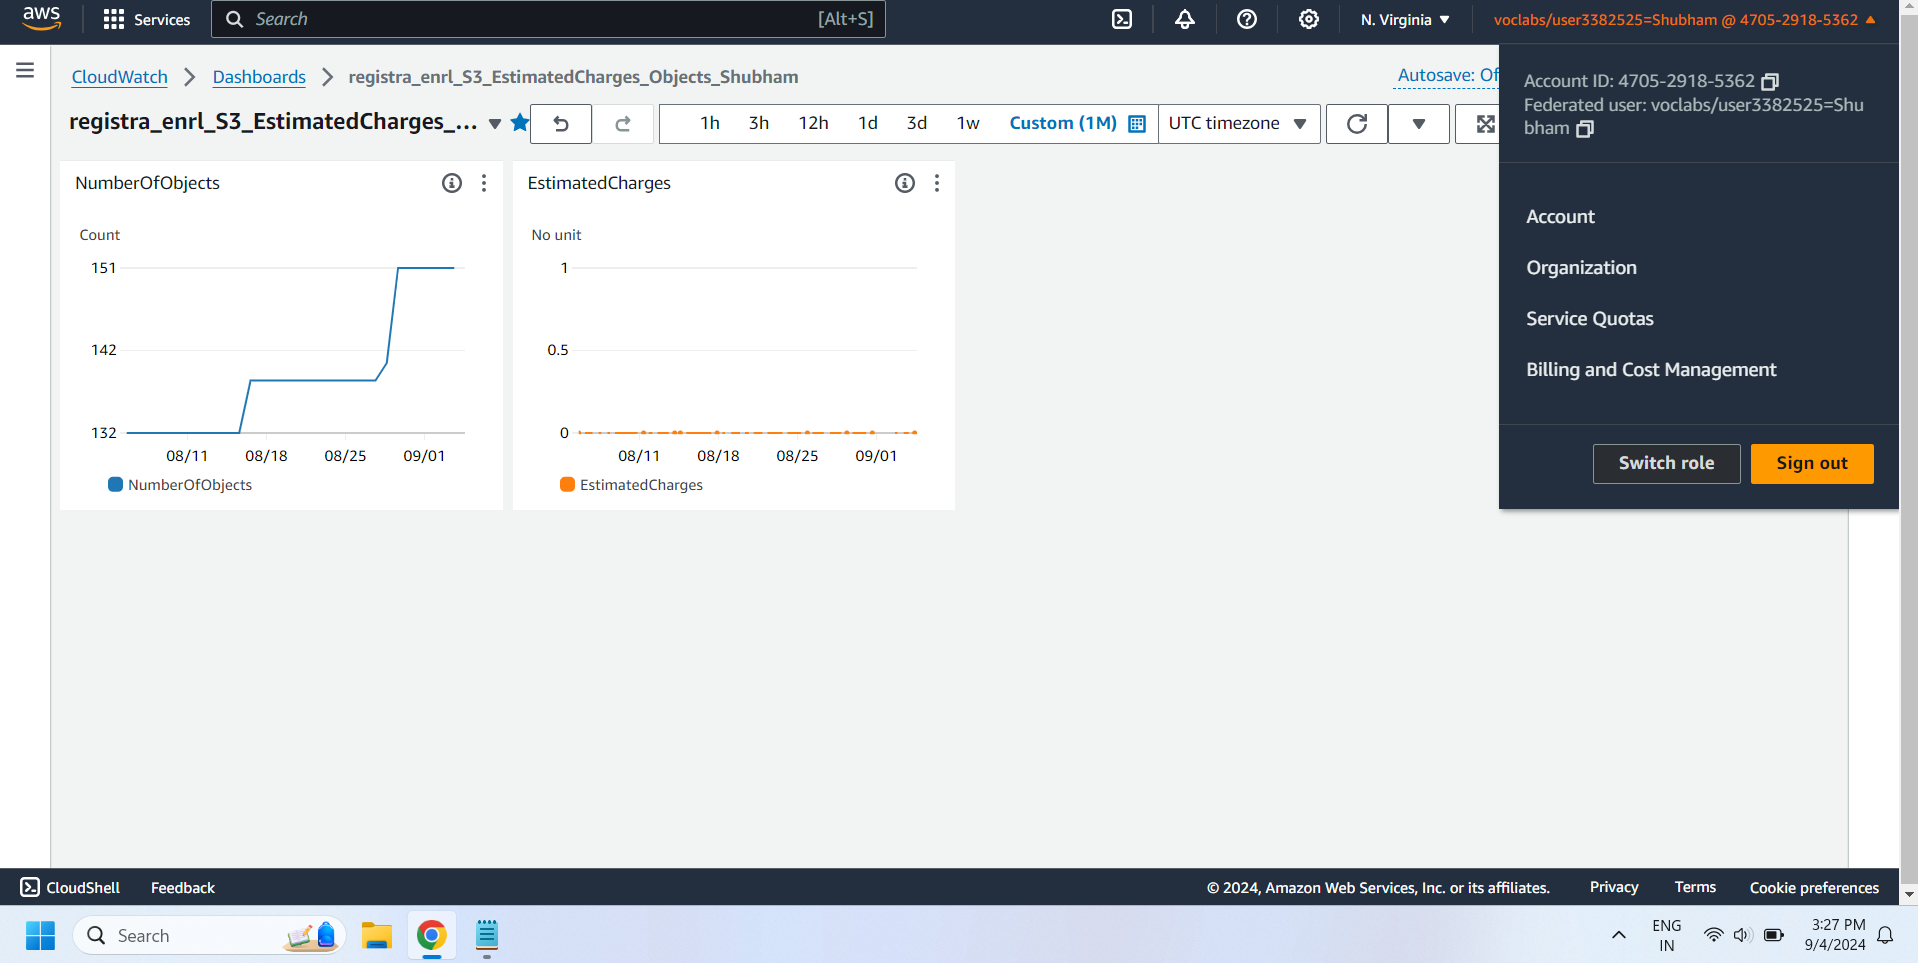 aws
Services
Search
[Alt+S]
N. Virginia
voclabs/user3382525=Shubham @ 4705-2918-5362
CloudWatch
Dashboards
registra_enrl_S3_EstimatedCharges_Objects_Shubham
Autosave: Of
registra_enrl_S3_EstimatedCharges_...
1h
3h
12h
1d
3d
1w
Custom (1M)
UTC timezone
Account ID: 4705-2918-5362
Federated user: voclabs/user3382525=Shu
bham
Account
Organization
Service Quotas
Billing and Cost Management
Switch role
Sign out
NumberOfObjects
Count
151
142
132
08/11
08/18
08/25
09/01
NumberOfObjects
EstimatedCharges
No unit
1
0.5
0
08/11
08/18
08/25
09/01
EstimatedCharges
CloudShell
Feedback
© 2024, Amazon Web Services, Inc. or its affiliates.
Privacy
Terms
Cookie preferences
Search
ENG
IN
3:27 PM
9/4/2024